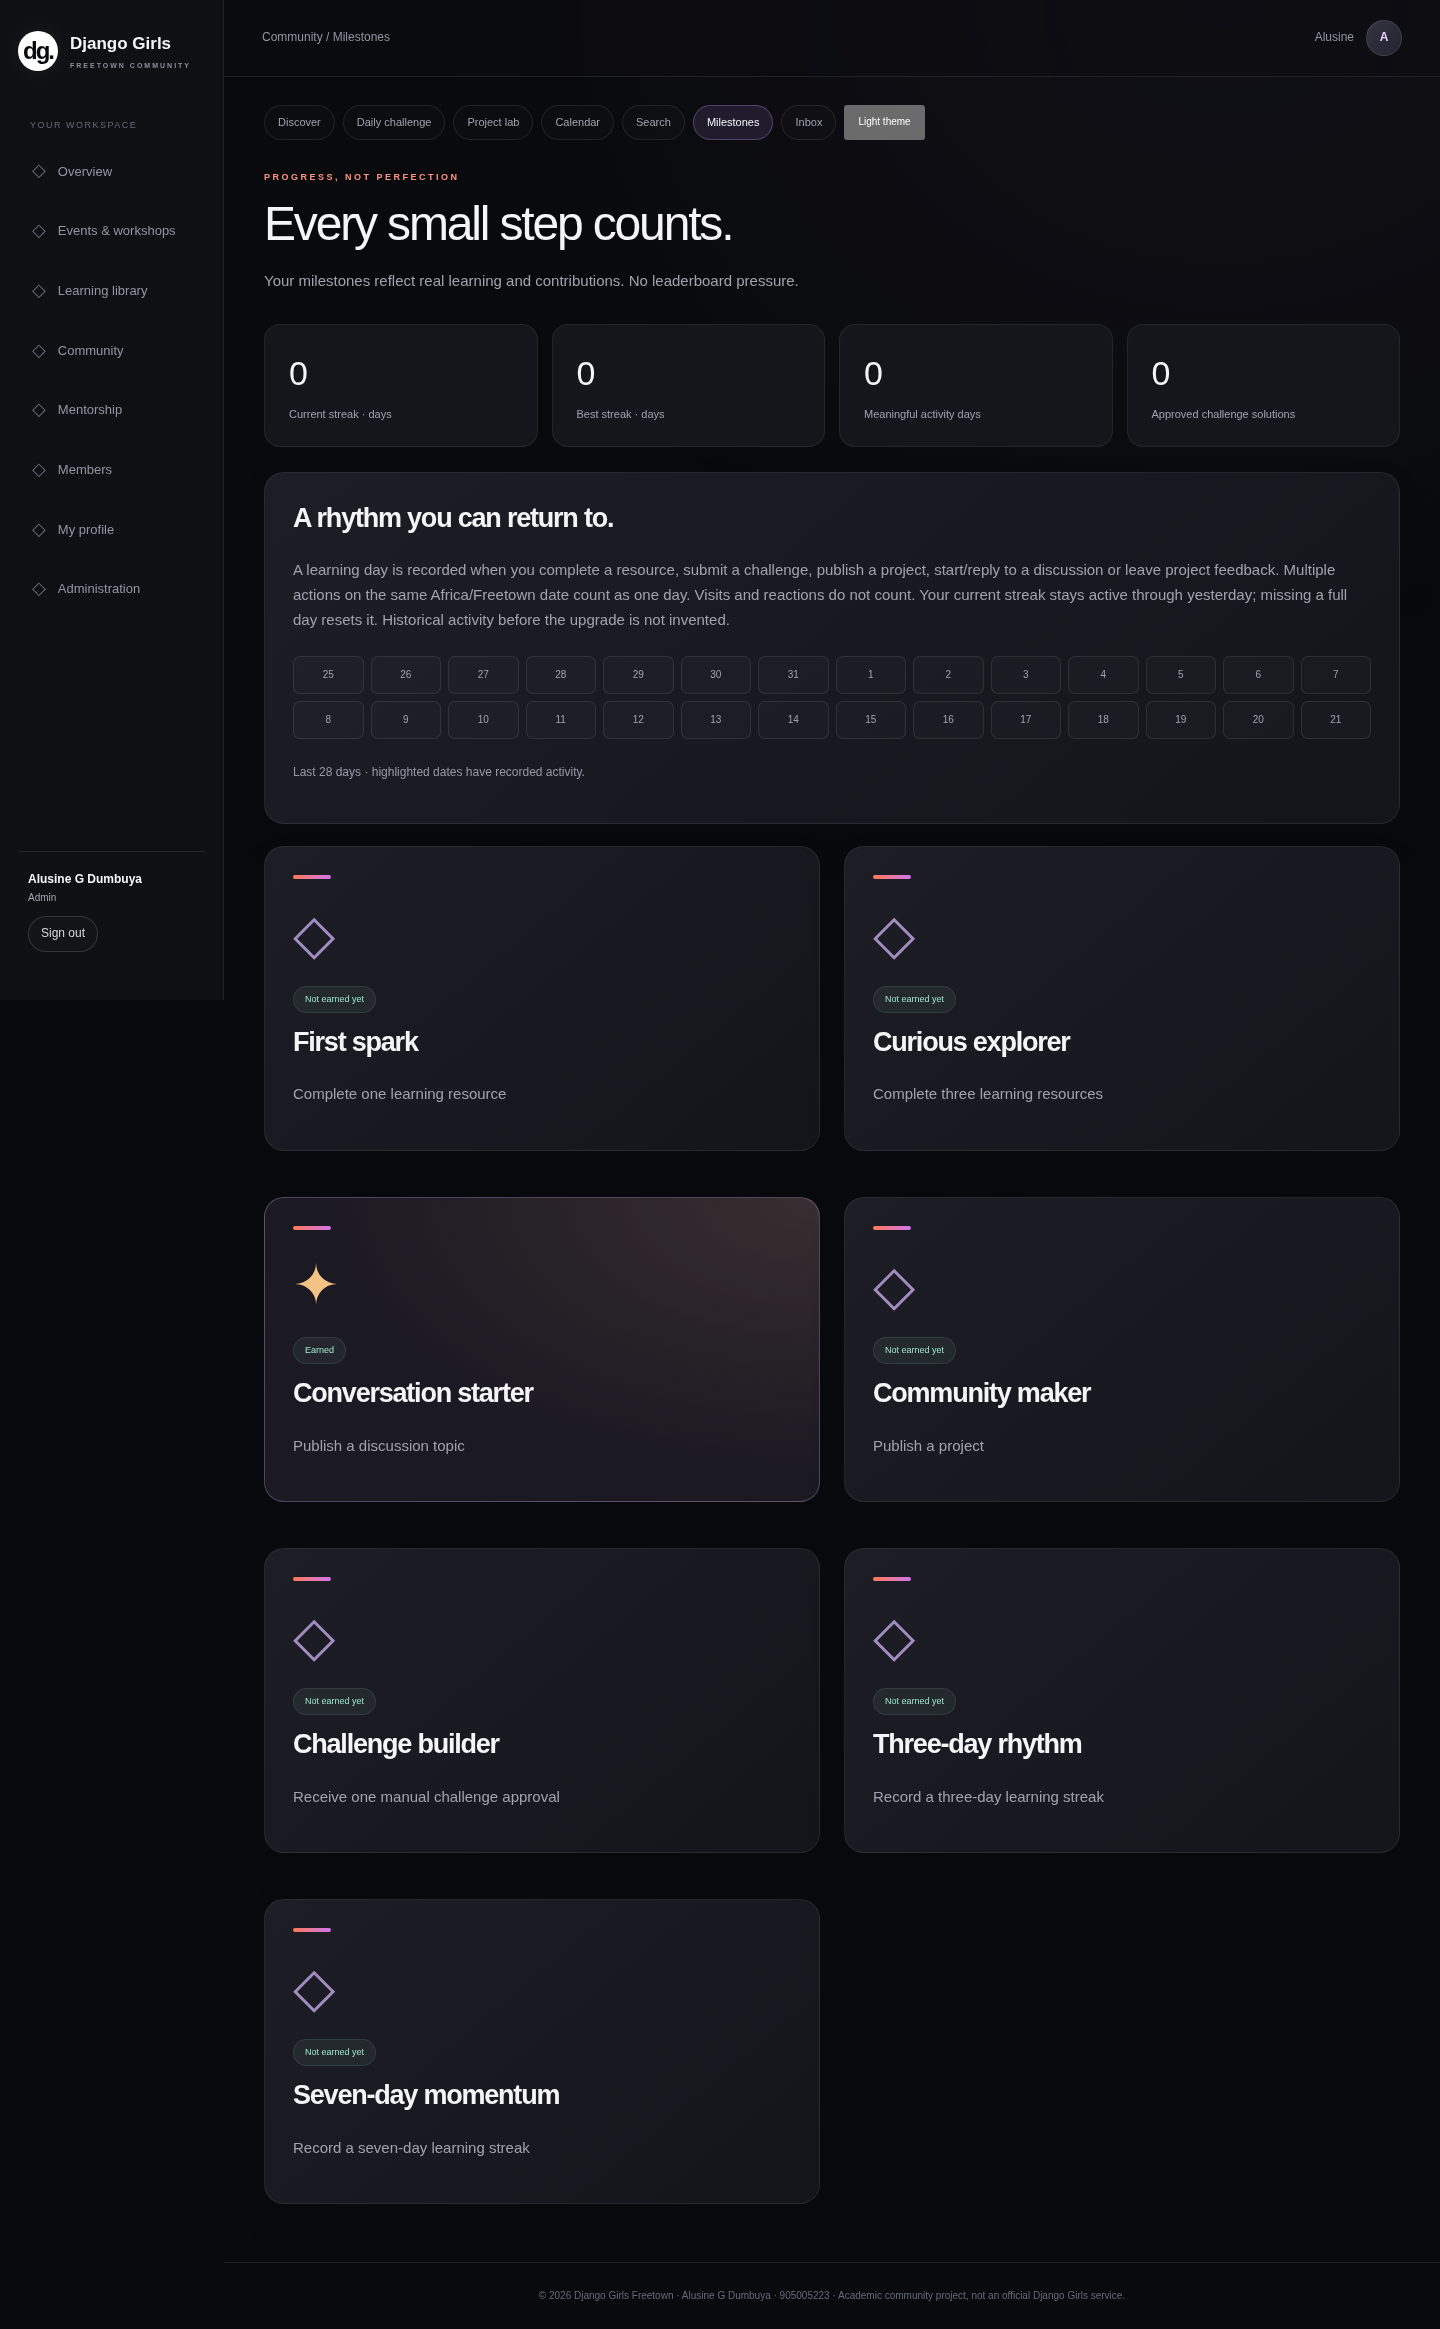 dg.
Django Girls
FREETOWN COMMUNITY
YOUR WORKSPACE
Overview
Events & workshops
Learning library
Community
Mentorship
Members
My profile
Administration
Alusine G Dumbuya
Admin
Sign out
Community / Milestones
Alusine A
Discover Daily challenge Project lab Calendar Search Milestones Inbox Light theme
PROGRESS, NOT PERFECTION
Every small step counts.
Your milestones reflect real learning and contributions. No leaderboard pressure.
0
Current streak · days
0
Best streak · days
0
Meaningful activity days
0
Approved challenge solutions
A rhythm you can return to.
A learning day is recorded when you complete a resource, submit a challenge, publish a project, start/reply to a discussion or leave project feedback. Multiple
actions on the same Africa/Freetown date count as one day. Visits and reactions do not count. Your current streak stays active through yesterday; missing a full
day resets it. Historical activity before the upgrade is not invented.
25 26 27 28 29 30 31 1 2 3 4 5 6 7
8 9 10 11 12 13 14 15 16 17 18 19 20 21
Last 28 days · highlighted dates have recorded activity.
Not earned yet
First spark
Complete one learning resource
Not earned yet
Curious explorer
Complete three learning resources
Earned
Conversation starter
Publish a discussion topic
Not earned yet
Community maker
Publish a project
Not earned yet
Challenge builder
Receive one manual challenge approval
Not earned yet
Three-day rhythm
Record a three-day learning streak
Not earned yet
Seven-day momentum
Record a seven-day learning streak
© 2026 Django Girls Freetown · Alusine G Dumbuya · 905005223 · Academic community project, not an official Django Girls service.